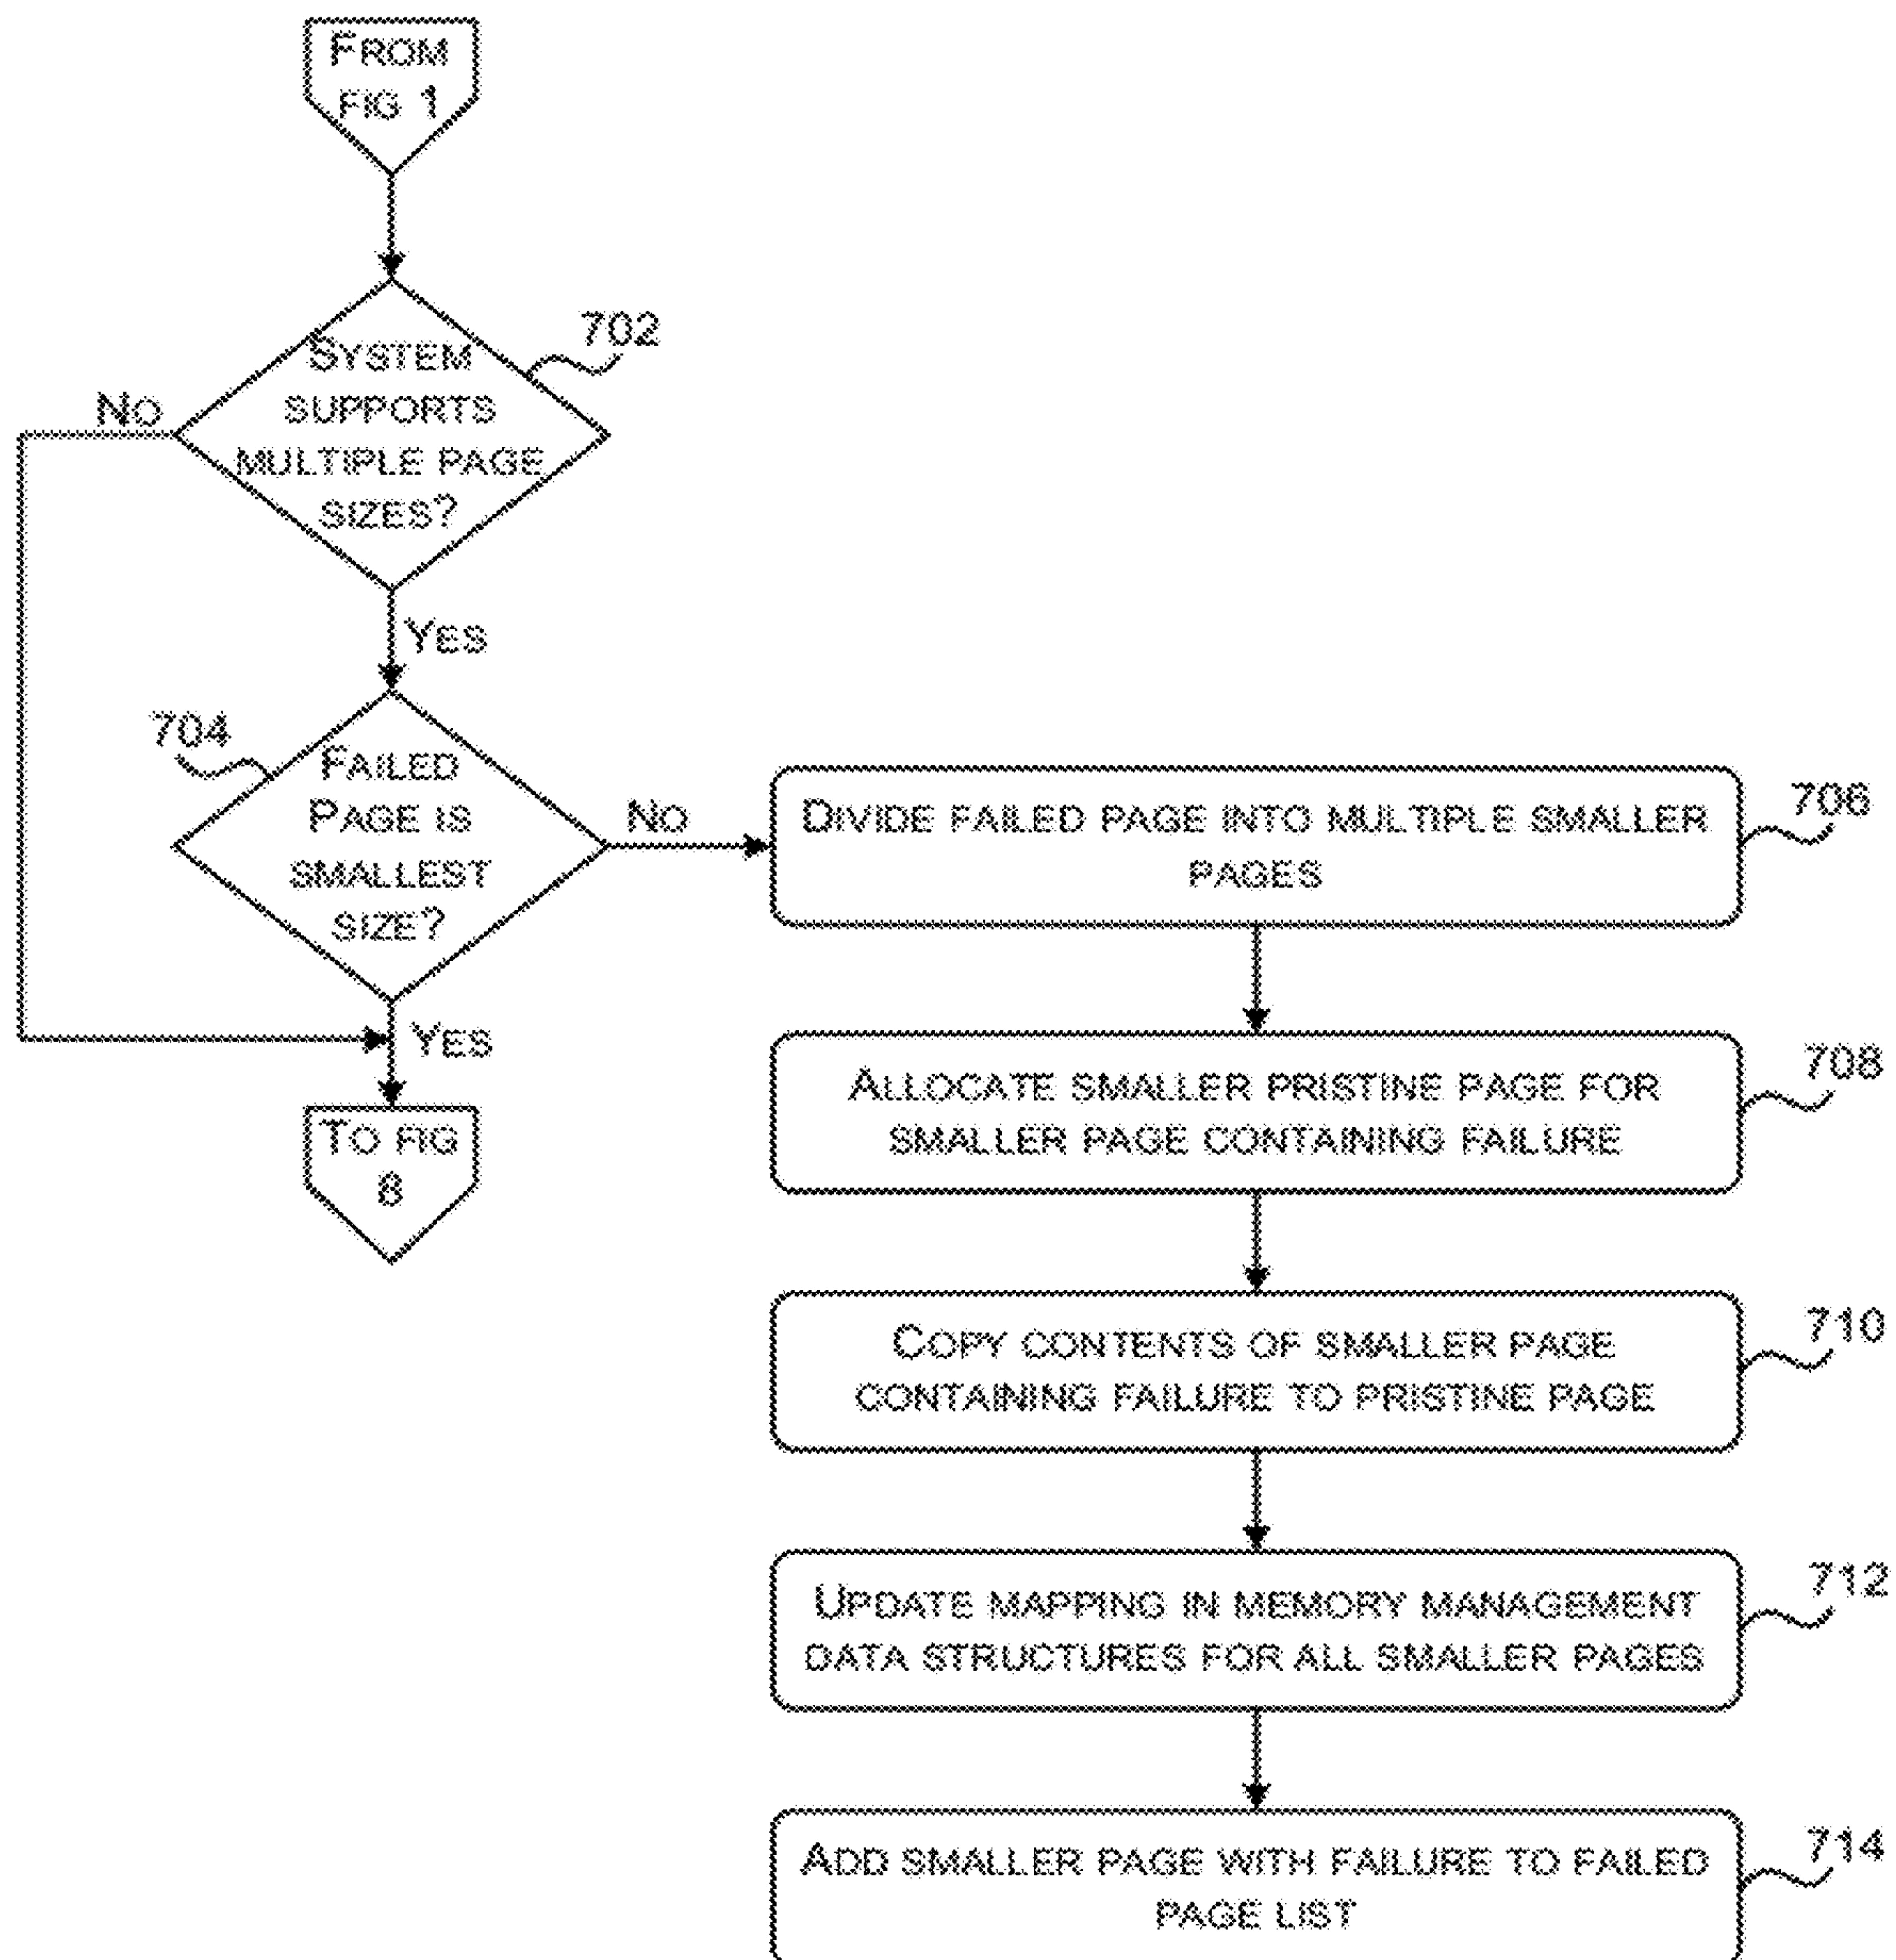 FROM
FIG 1
702
SYSTEM
SUPPORTS
MULTIPLE PAGE
SIZES?
NO
YES
704
FAILED
PAGE IS
SMALLEST
SIZE?
NO
YES
TO FIG
8
706
DIVIDE FAILED PAGE INTO MULTIPLE SMALLER
PAGES
708
ALLOCATE SMALLER PRISTINE PAGE FOR
SMALLER PAGE CONTAINING FAILURE
710
COPY CONTENTS OF SMALLER PAGE
CONTAINING FAILURE TO PRISTINE PAGE
712
UPDATE MAPPING IN MEMORY MANAGEMENT
DATA STRUCTURES FOR ALL SMALLER PAGES
714
ADD SMALLER PAGE WITH FAILURE TO FAILED
PAGE LIST